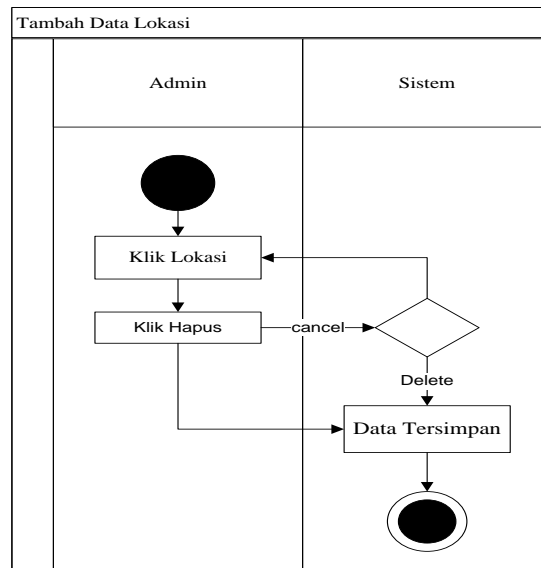 Tambah Data Lokasi
Admin
Sistem
Klik Lokasi
Klik Hapus
cancel
Delete
Data Tersimpan